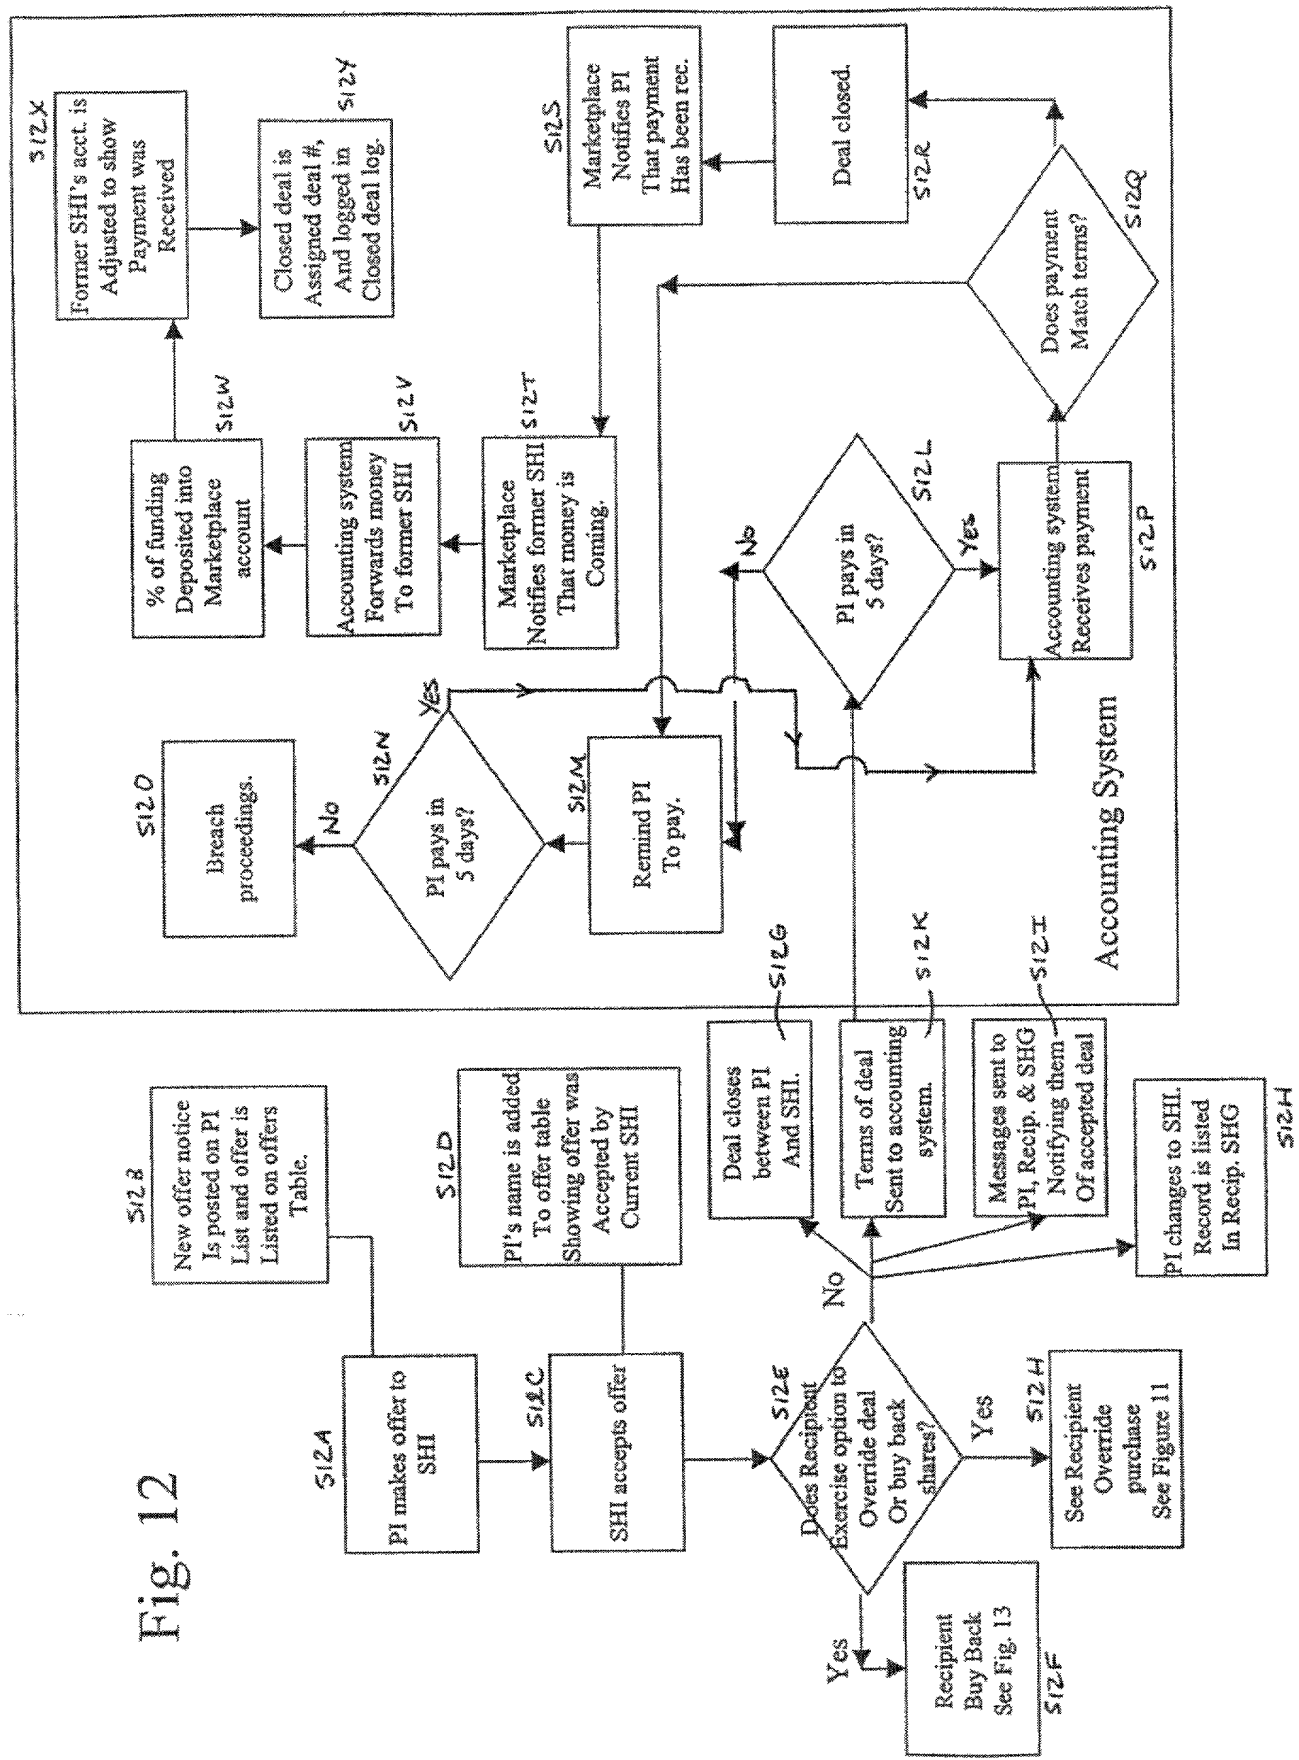 Fig. 12
S12A
PI makes offer to
SHI
S12B
New offer notice
Is posted on PI
List and offer is
Listed on offers
Table.
S12C
SHI accepts offer
S12D
PI's name is added
To offer table
Showing offer was
Accepted by
Current SHI
S12E
Does Recipient
Exercise option to
Override deal
Or buy back
shares?
Yes
Recipient
Buy Back
See Fig. 13
S12F
Yes
S12H
See Recipient
Override
purchase
See Figure 11
No
Deal closes
between PI
And SHI.
S12G
Terms of deal
Sent to accounting
system.
S12K
Messages sent to
PI, Recip. & SHG
Notifying them
Of accepted deal
S12I
PI changes to SHI.
Record is listed
In Recip. SHG
S12H
Accounting System
S12O
Breach
proceedings.
No
S12N
PI pays in
5 days?
Yes
S12M
Remind PI
To pay.
No
PI pays in
5 days?
S12L
Yes
Accounting system
Receives payment
S12P
Does payment
Match terms?
S12Q
Deal closed.
S12R
S12S
Marketplace
Notifies PI
That payment
Has been rec.
Marketplace
Notifies former SHI
That money is
Coming.
S12T
Accounting system
Forwards money
To former SHI
S12V
% of funding
Deposited into
Marketplace
account
S12W
S12X
Former SHI's acct. is
Adjusted to show
Payment was
Received
Closed deal is
Assigned deal #,
And logged in
Closed deal log.
S12Y